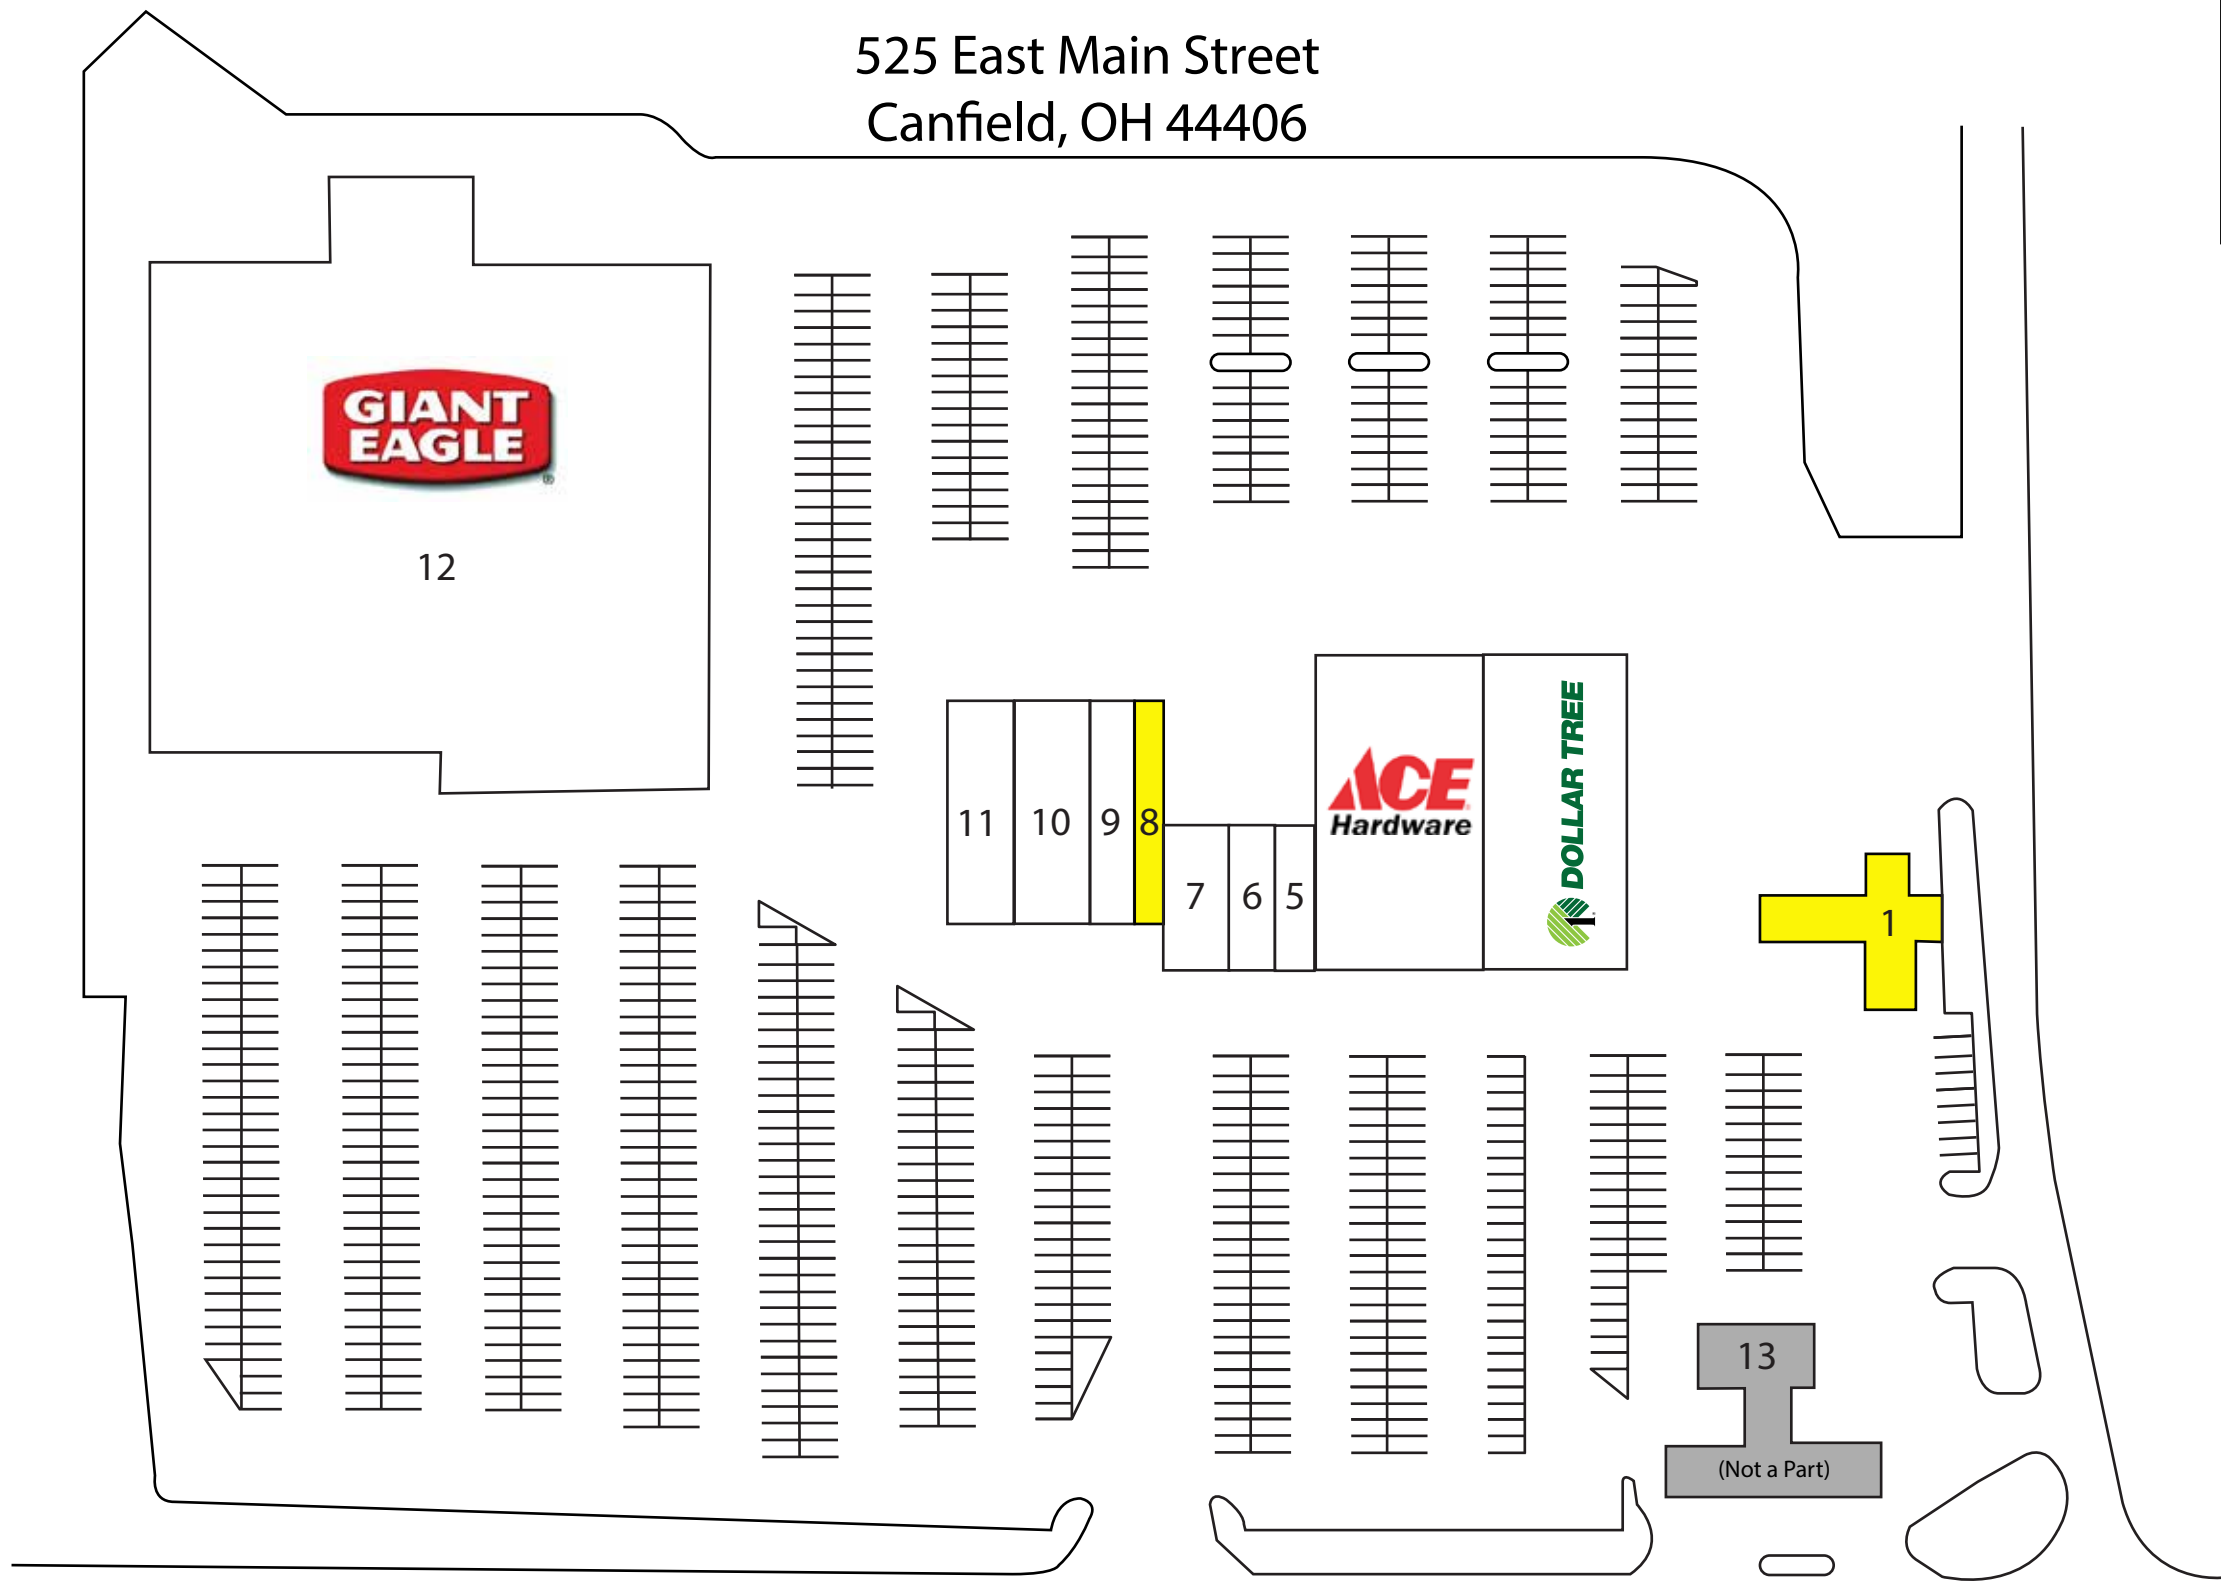 525 East Main Street
Canfield, OH 44406
GIANT
EAGLE
®
12
11
10
9
8
7
6
5
ACE
Hardware
DOLLAR TREE
1
1
13
(Not a Part)